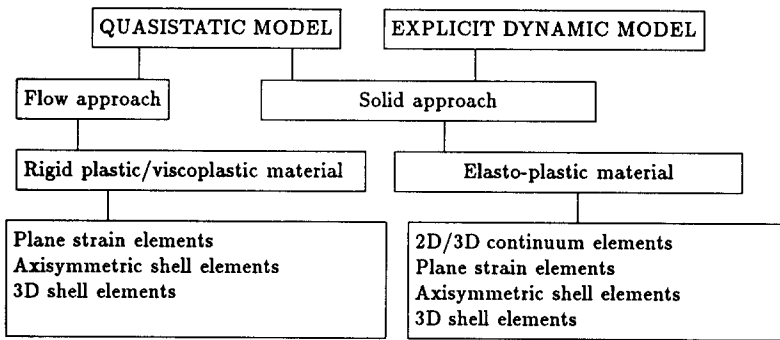 QUASISTATIC MODEL
EXPLICIT DYNAMIC MODEL
Flow approach
Solid approach
Rigid plastic/viscoplastic material
Elasto-plastic material
Plane strain elements
Axisymmetric shell elements
3D shell elements
2D/3D continuum elements
Plane strain elements
Axisymmetric shell elements
3D shell elements